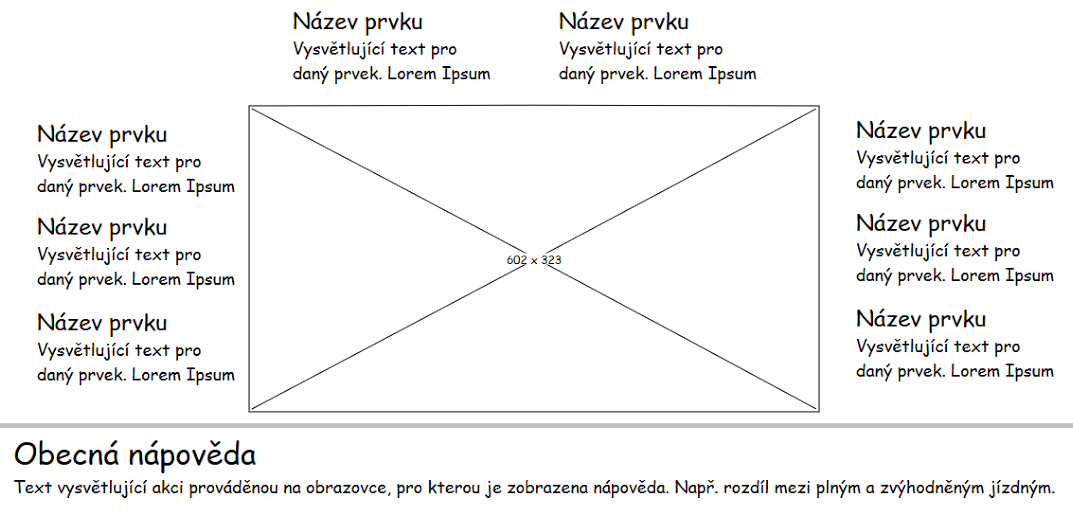 Název prvku
Vysvětlující text pro
daný prvek. Lorem Ipsum
Název prvku
Vysvětlující text pro
daný prvek. Lorem Ipsum
Název prvku
Vysvětlující text pro
daný prvek. Lorem Ipsum
Název prvku
Vysvětlující text pro
daný prvek. Lorem Ipsum
Název prvku
Vysvětlující text pro
daný prvek. Lorem Ipsum
602 x 323
Název prvku
Vysvětlující text pro
daný prvek. Lorem Ipsum
Název prvku
Vysvětlující text pro
daný prvek. Lorem Ipsum
Název prvku
Vysvětlující text pro
daný prvek. Lorem Ipsum
Obecná nápověda
Text vysvětlující akci prováděnou na obrazovce, pro kterou je zobrazena nápověda. Např. rozdíl mezi plným a zvýhodněným jízdným.